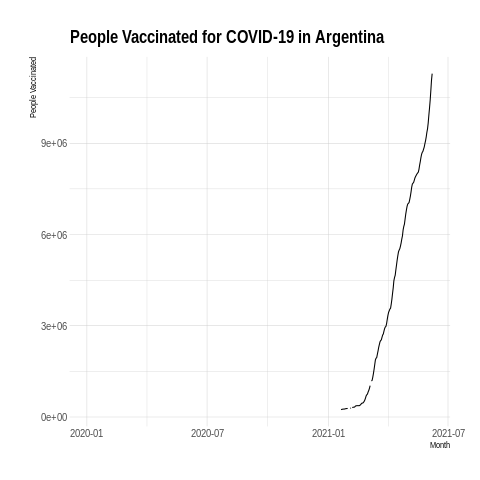 People Vaccinated for COVID-19 in Argentina
People Vaccinated
9e+06
6e+06
3e+06
0e+00
2020-01 2020-07 2021-01 2021-07
Month